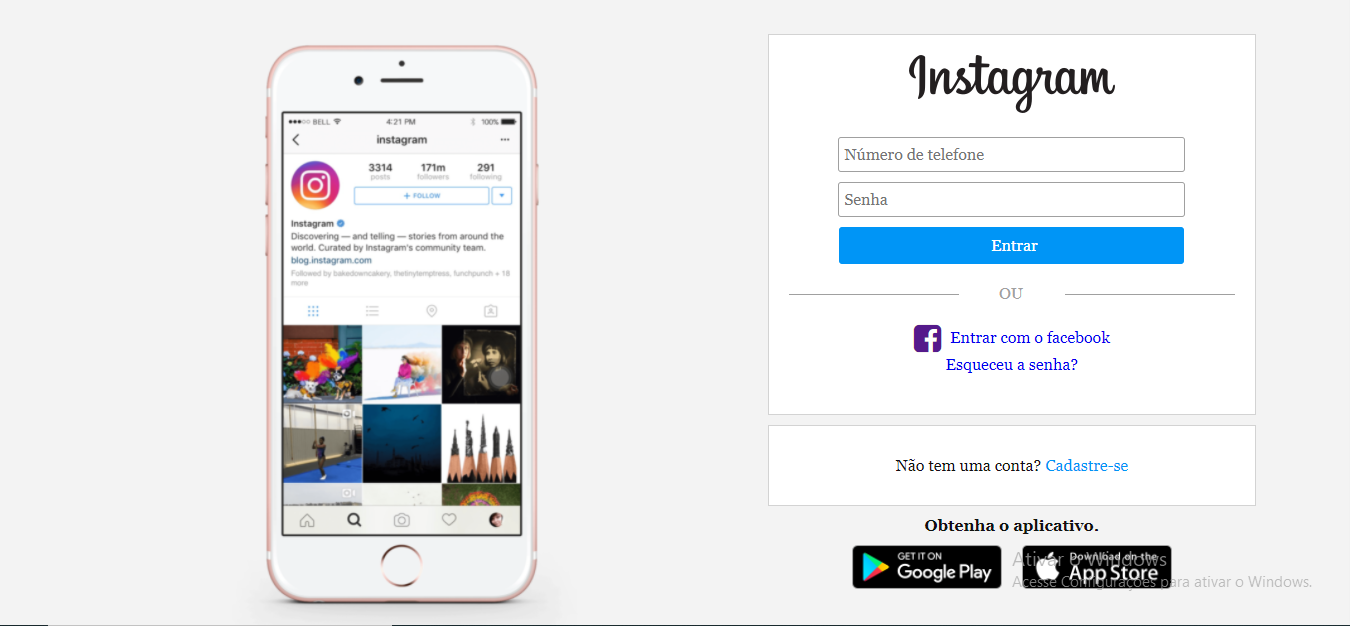 ●●●○○ BELL 4:21 PM 100%
instagram
3314 171m 291
posts followers following
+ FOLLOW
Instagram
Discovering — and telling — stories from around the
world. Curated by Instagram's community team.
blog.instagram.com
Followed by bakedowncakery, thetinytemptress, funchpunch + 18
more
Instagram
Número de telefone
Senha
Entrar
OU
Entrar com o facebook
Esqueceu a senha?
Não tem uma conta? Cadastre-se
Obtenha o aplicativo.
GET IT ON
Google Play
Download on the
App Store
Ativar o Windows
Acesse Configurações para ativar o Windows.